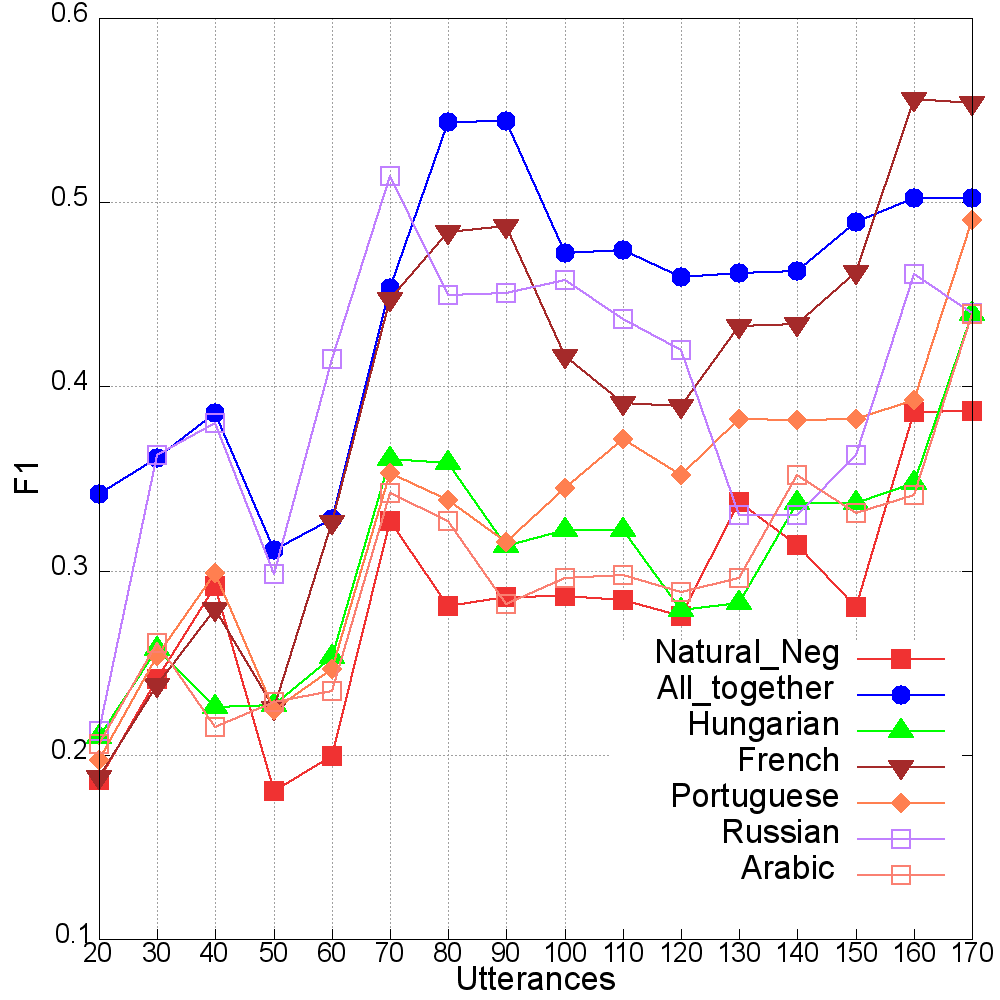 0.6
0.5
0.4
0.3
0.2
0.1
F1
20 30 40 50 60 70 80 90 100 110 120 130 140 150 160 170
Utterances
Natural_Neg
All_together
Hungarian
French
Portuguese
Russian
Arabic